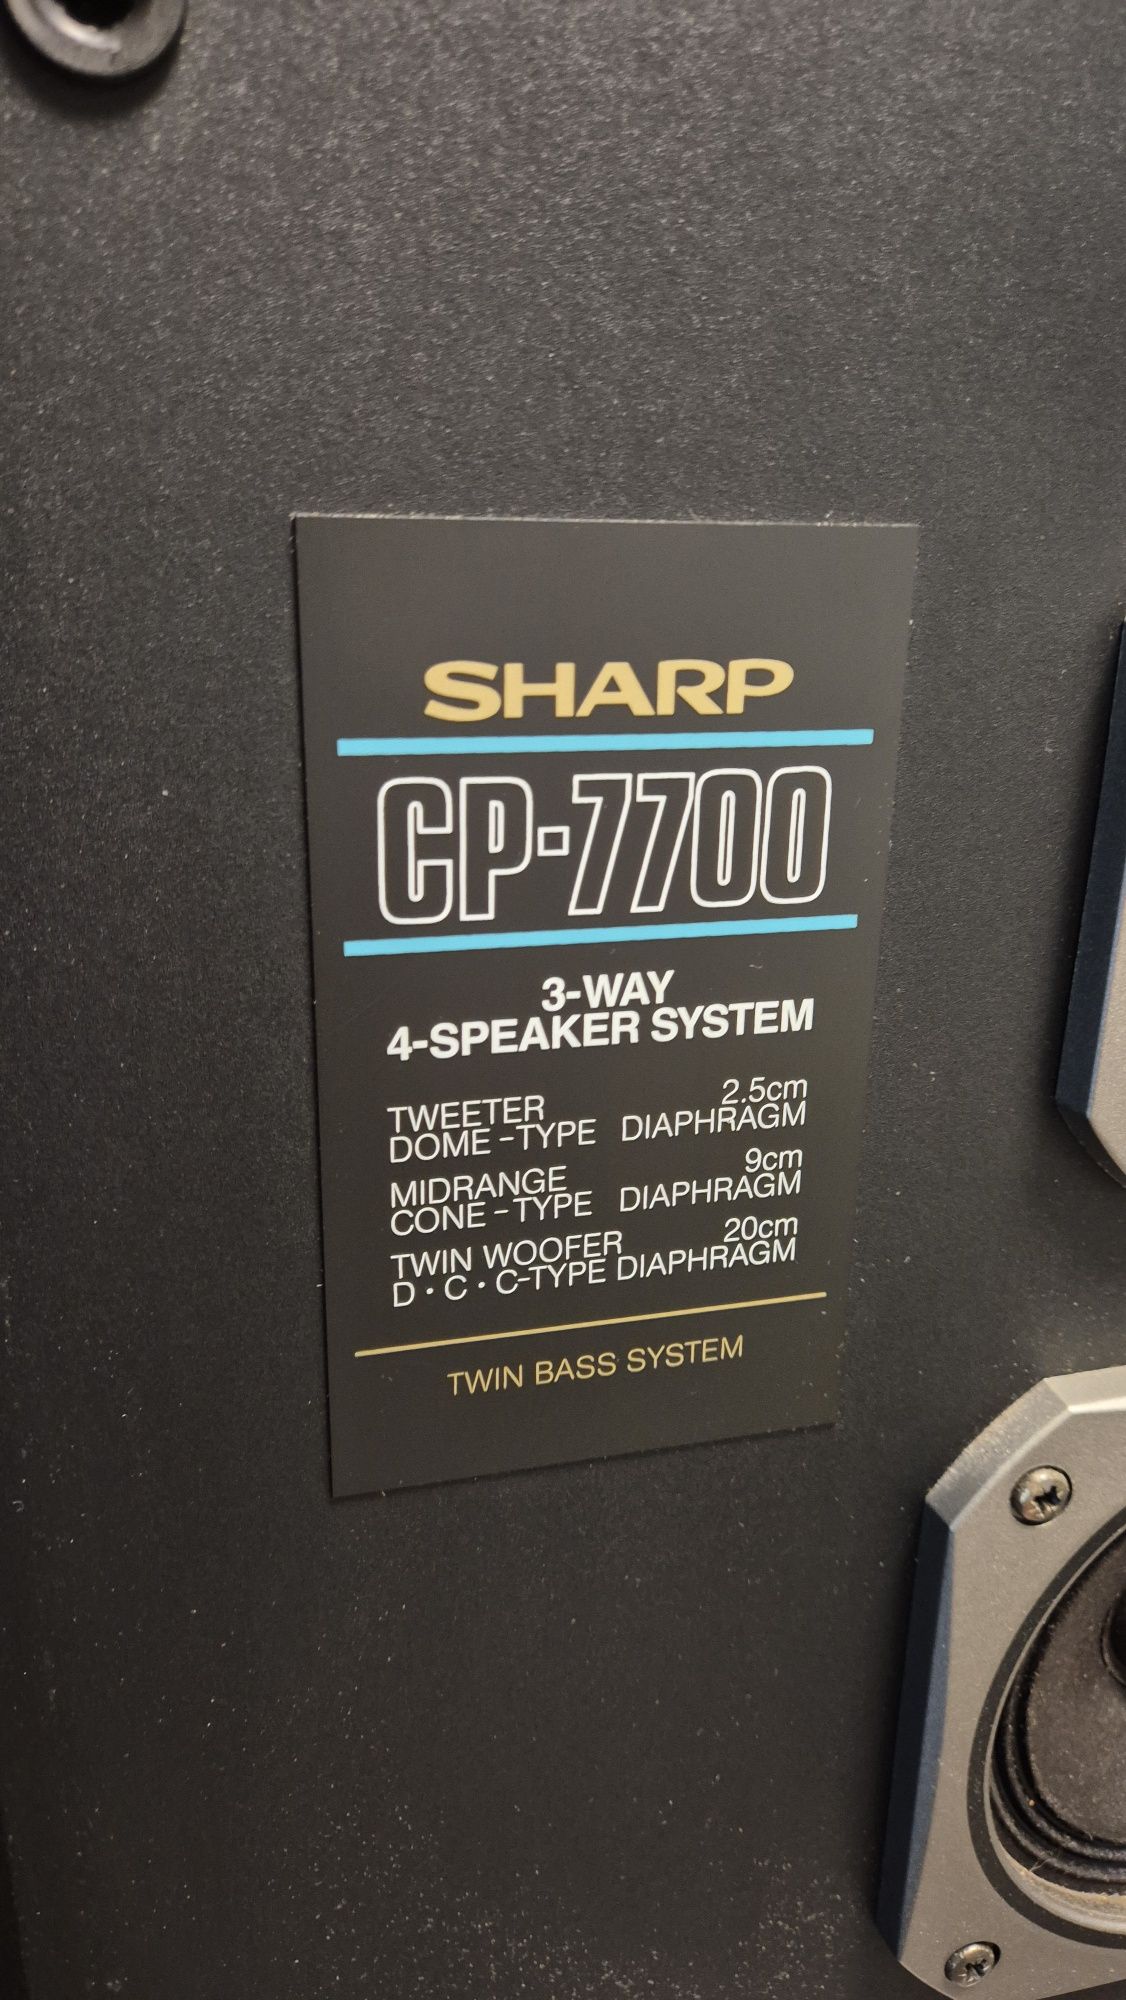 SHARP
CP-7700
3-WAY
4-SPEAKER SYSTEM
TWEETER 2.5cm
DOME-TYPE DIAPHRAGM
MIDRANGE 9cm
CONE-TYPE DIAPHRAGM
TWIN WOOFER 20cm
D·C·C-TYPE DIAPHRAGM
TWIN BASS SYSTEM